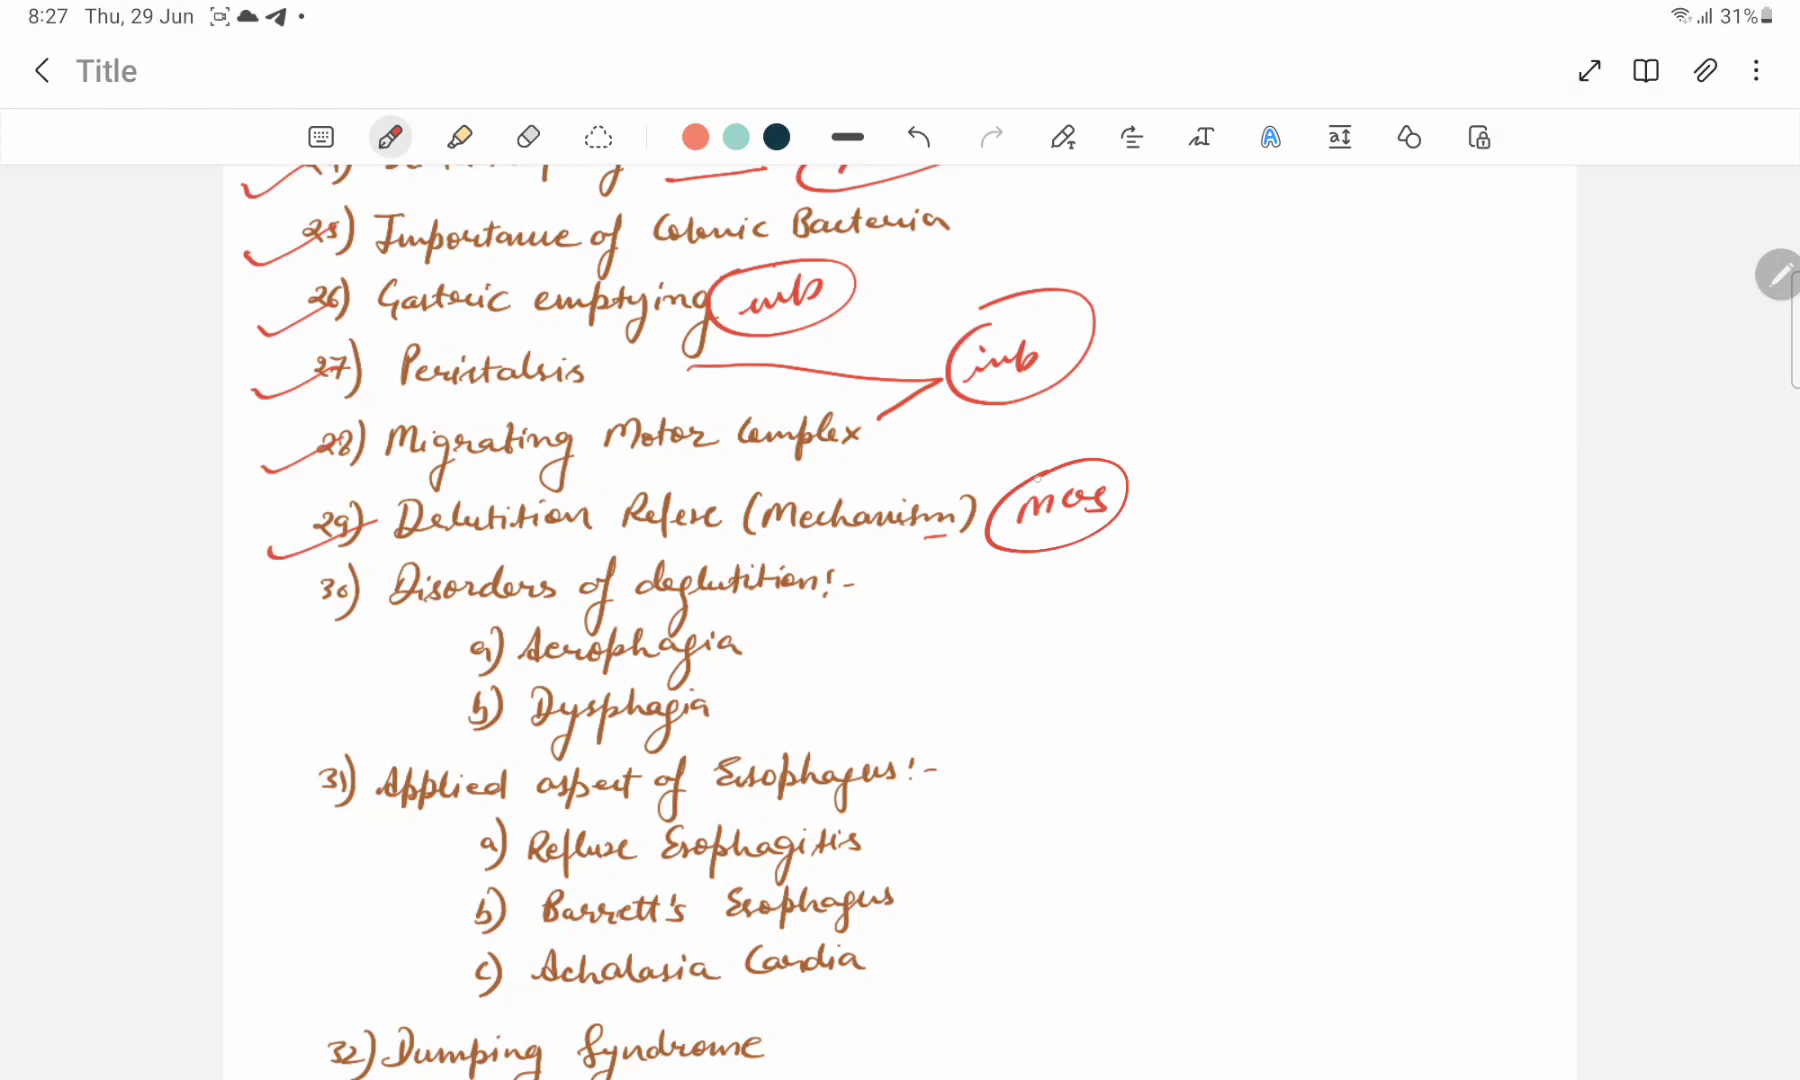 8:27 Thu, 29 Jun 31%
Title
25) Importance of Colonic Bacteria
26) Gastric emptying imb
27) Peristalsis
imb
28) Migrating Motor Complex
29) Deglutition Reflex (Mechanism) MCQ
30) Disorders of deglutition:-
a) Aerophagia
b) Dysphagia
31) Applied aspect of Esophagus:-
a) Reflux Esophagitis
b) Barrett's Esophagus
c) Achalasia Cardia
32) Dumping Syndrome